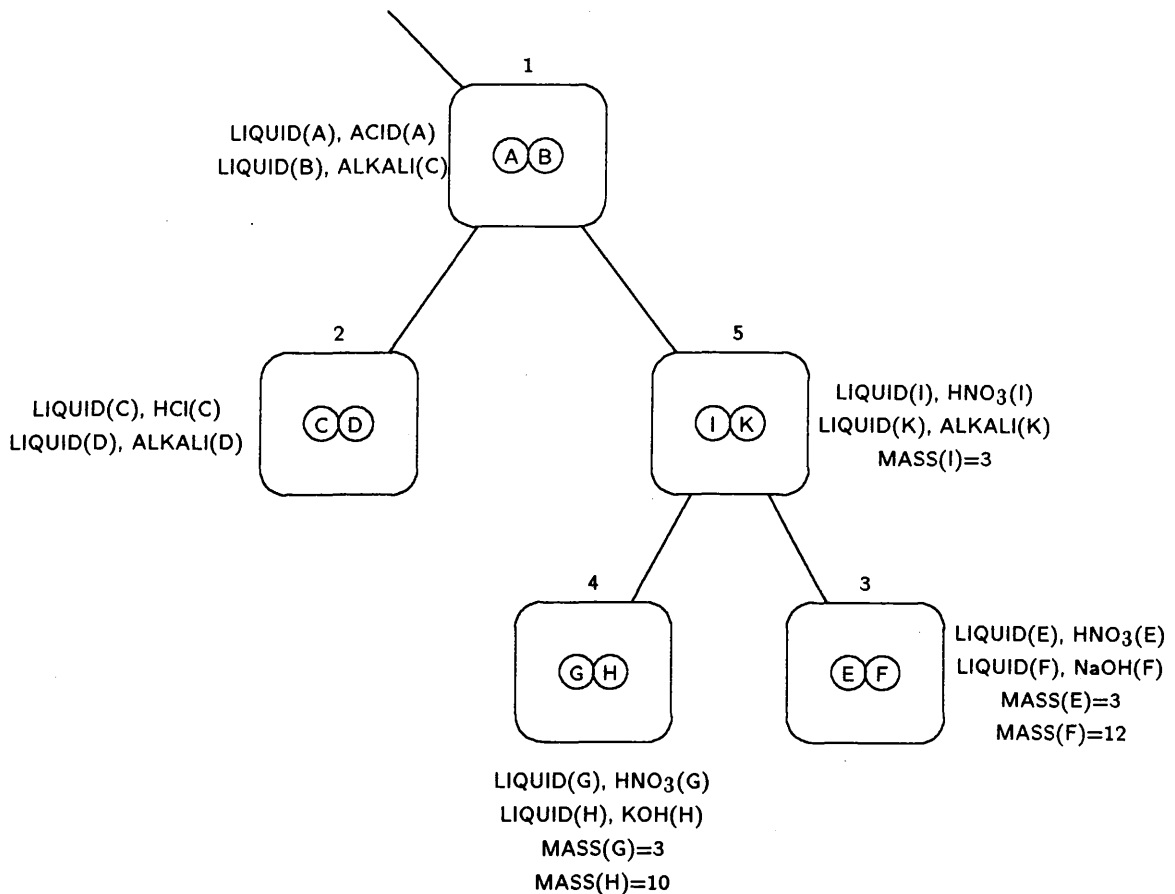 1
LIQUID(A), ACID(A)
LIQUID(B), ALKALI(C)
A B
2
LIQUID(C), HCl(C)
LIQUID(D), ALKALI(D)
C D
5
I K
LIQUID(I), HNO₃(I)
LIQUID(K), ALKALI(K)
MASS(I)=3
4
G H
LIQUID(G), HNO₃(G)
LIQUID(H), KOH(H)
MASS(G)=3
MASS(H)=10
3
E F
LIQUID(E), HNO₃(E)
LIQUID(F), NaOH(F)
MASS(E)=3
MASS(F)=12